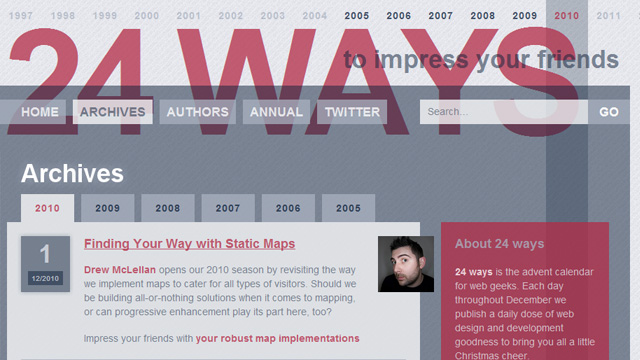 1997 1998 1999 2000 2001 2002 2003 2004 2005 2006 2007 2008 2009 2010 2011
24 WAYS
to impress your friends
HOME ARCHIVES AUTHORS ANNUAL TWITTER Search... GO
Archives
2010 2009 2008 2007 2006 2005
1
12/2010
Finding Your Way with Static Maps
Drew McLellan opens our 2010 season by revisiting the way
we implement maps to cater for all types of visitors. Should we
be building all-or-nothing solutions when it comes to mapping,
or can progressive enhancement play its part here, too?
Impress your friends with your robust map implementations
About 24 ways
24 ways is the advent calendar
for web geeks. Each day
throughout December we
publish a daily dose of web
design and development
goodness to bring you all a little
Christmas cheer.